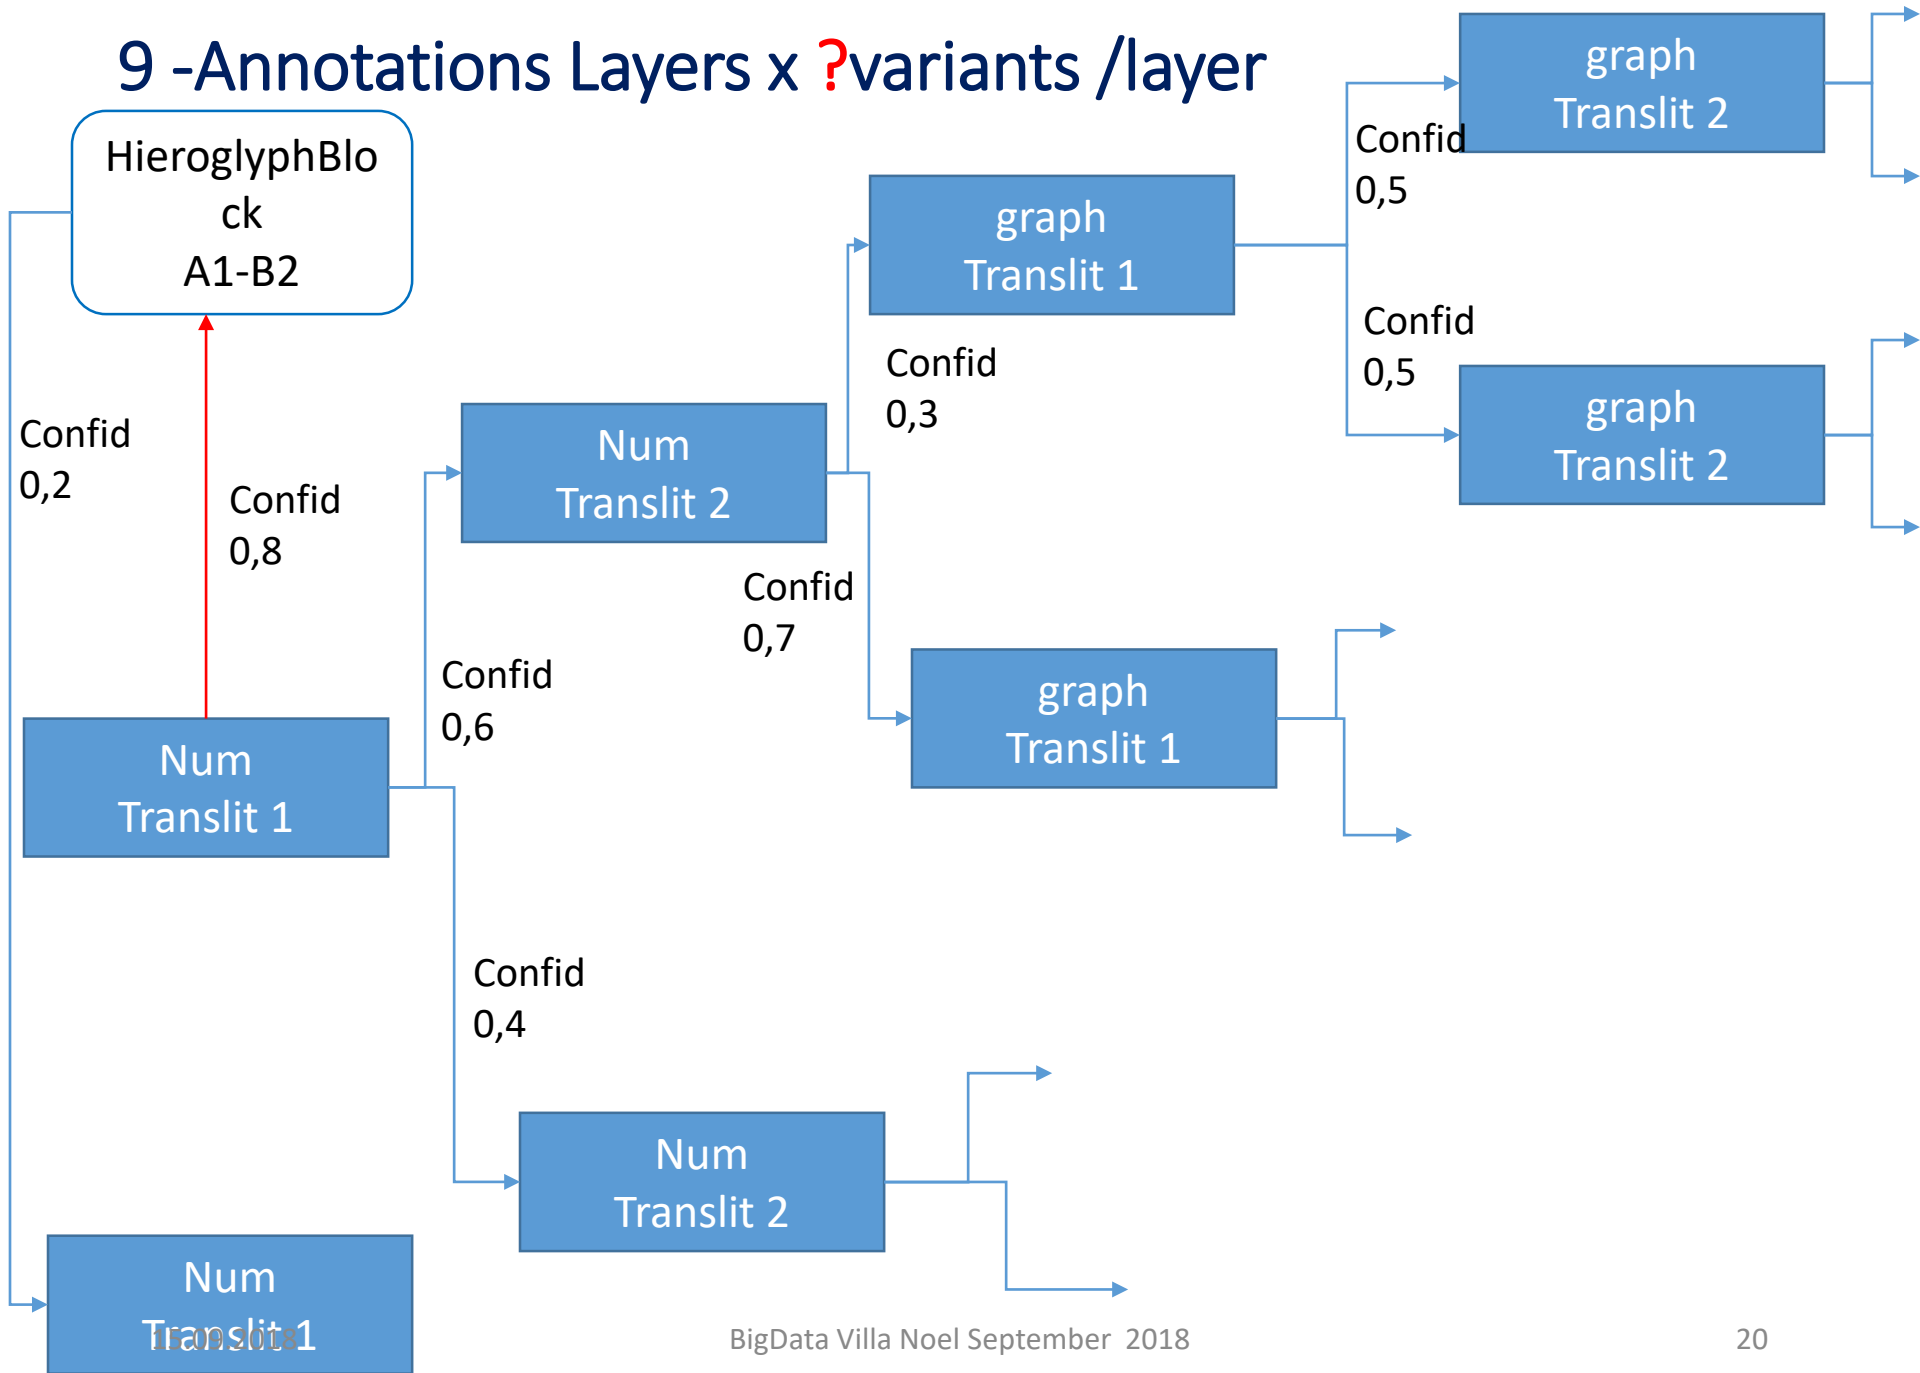 9 -Annotations Layers x ?variants /layer
HieroglyphBlo
ck
A1-B2
graph
Translit 2
Confid
0,5
graph
Translit 1
Confid
0,5
graph
Translit 2
Confid
0,3
Num
Translit 2
Confid
0,2
Confid
0,8
Confid
0,7
Confid
0,6
graph
Translit 1
Num
Translit 1
Confid
0,4
Num
Translit 2
Num
Translit 1
15.09.2018
BigData Villa Noel September 2018
20